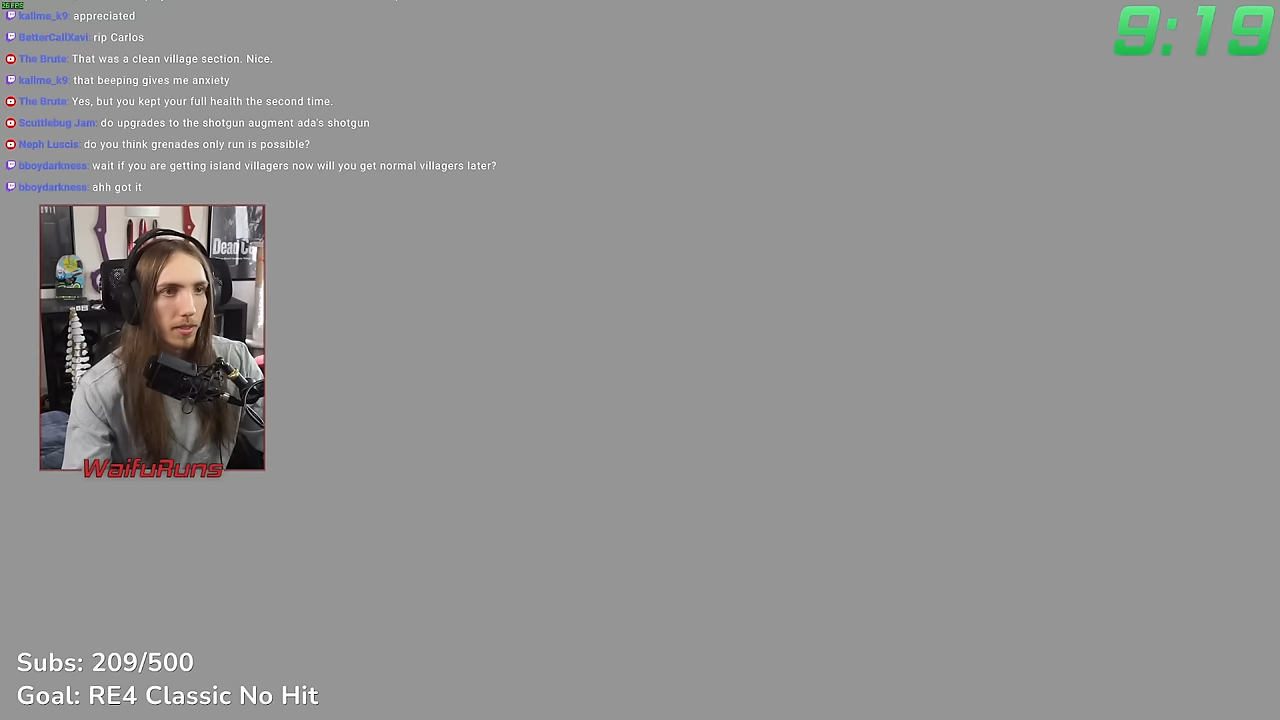 26 FPS
kallme_k9: appreciated
BetterCallXavi: rip Carlos
The Brute: That was a clean village section. Nice.
kallme_k9: that beeping gives me anxiety
The Brute: Yes, but you kept your full health the second time.
Scuttlebug Jam: do upgrades to the shotgun augment ada's shotgun
Neph Luscis: do you think grenades only run is possible?
bboydarkness: wait if you are getting island villagers now will you get normal villagers later?
bboydarkness: ahh got it
9:19
WaifuRuns
Subs: 209/500
Goal: RE4 Classic No Hit